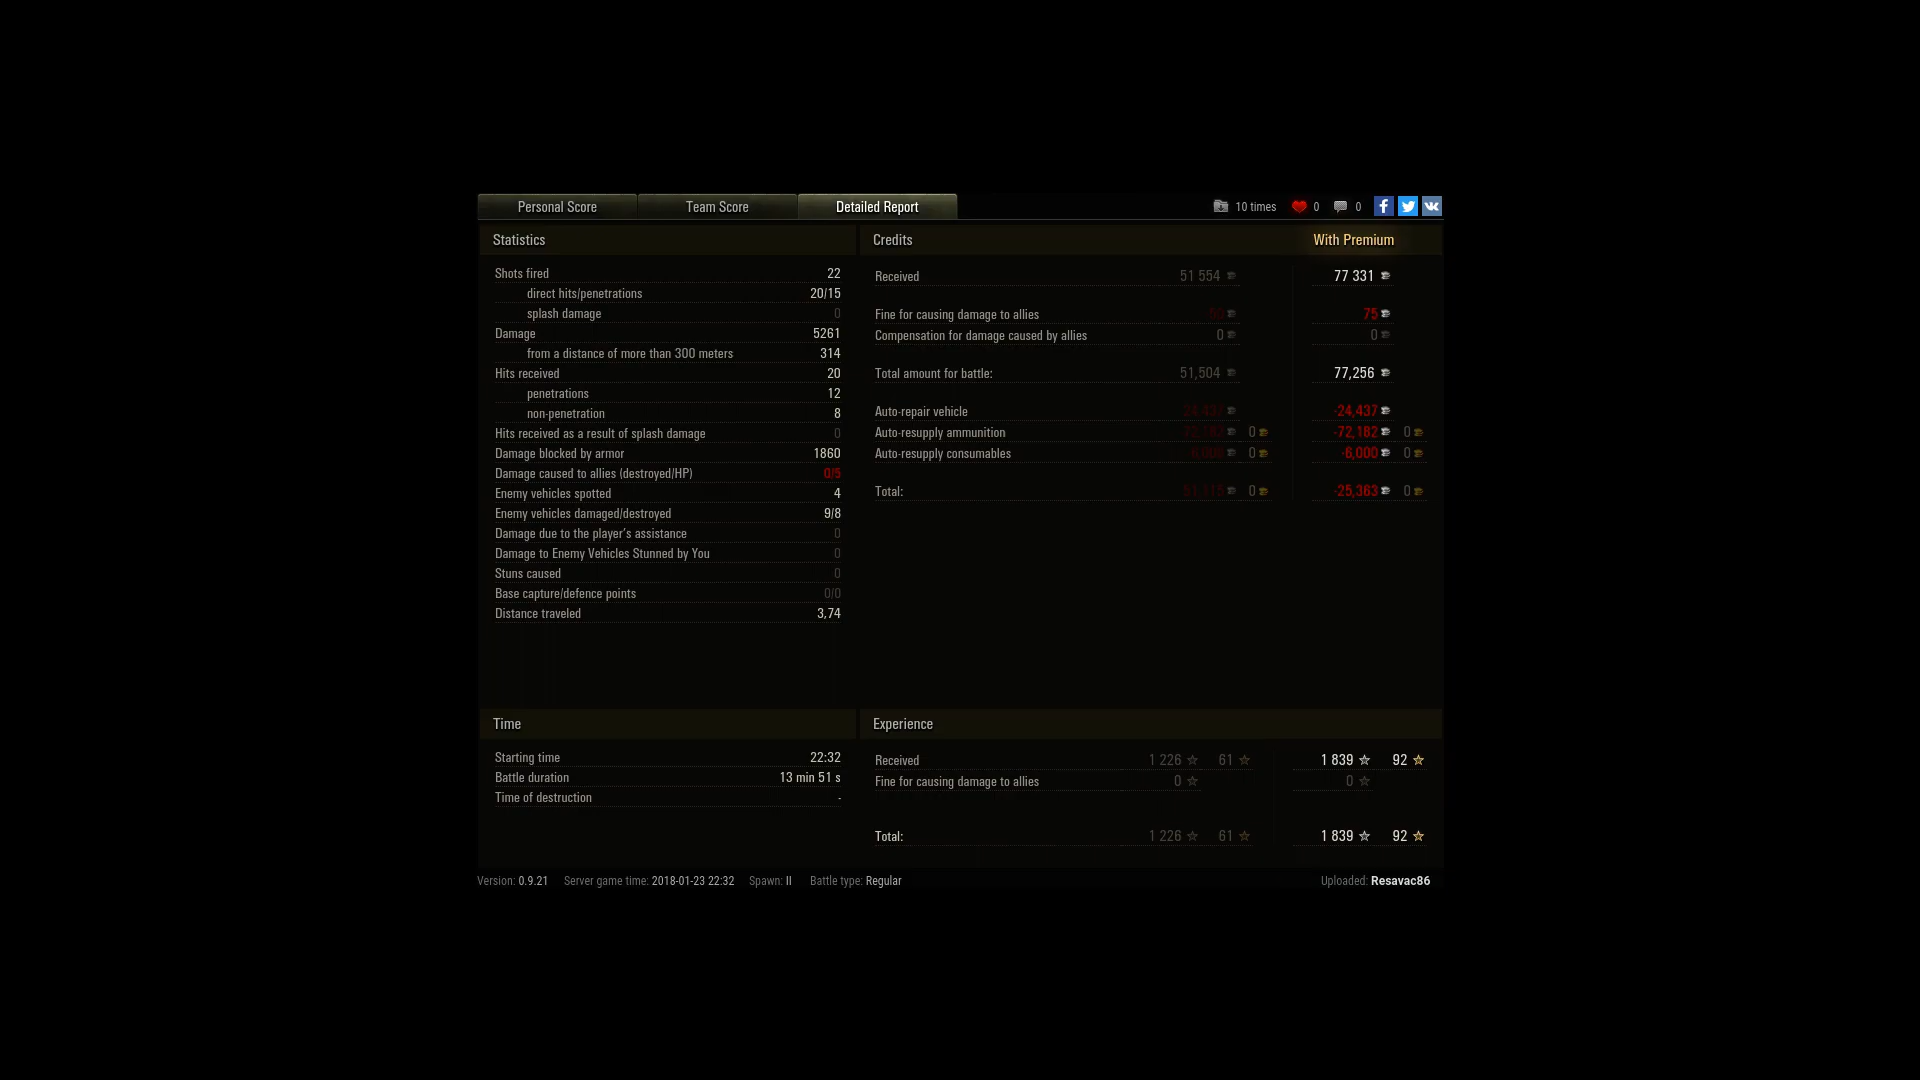 Personal Score Team Score Detailed Report 10 times 0 0
Statistics
Shots fired 22
direct hits/penetrations 20/15
splash damage 0
Damage 5261
from a distance of more than 300 meters 314
Hits received 20
penetrations 12
non-penetration 8
Hits received as a result of splash damage 0
Damage blocked by armor 1860
Damage caused to allies (destroyed/HP) 0/5
Enemy vehicles spotted 4
Enemy vehicles damaged/destroyed 9/8
Damage due to the player's assistance 0
Damage to Enemy Vehicles Stunned by You 0
Stuns caused 0
Base capture/defence points 0/0
Distance traveled 3,74
Credits With Premium
Received 51 554 77 331
Fine for causing damage to allies 50 75
Compensation for damage caused by allies 0 0
Total amount for battle: 51,504 77,256
Auto-repair vehicle -24,437
Auto-resupply ammunition 0 -72,182 0
Auto-resupply consumables 0 -6,000 0
Total: 0 -25,363 0
Time
Starting time 22:32
Battle duration 13 min 51 s
Time of destruction -
Experience
Received 1 226 61 1 839 92
Fine for causing damage to allies 0 0
Total: 1 226 61 1 839 92
Version: 0.9.21 Server game time: 2018-01-23 22:32 Spawn: II Battle type: Regular Uploaded: Resavac86